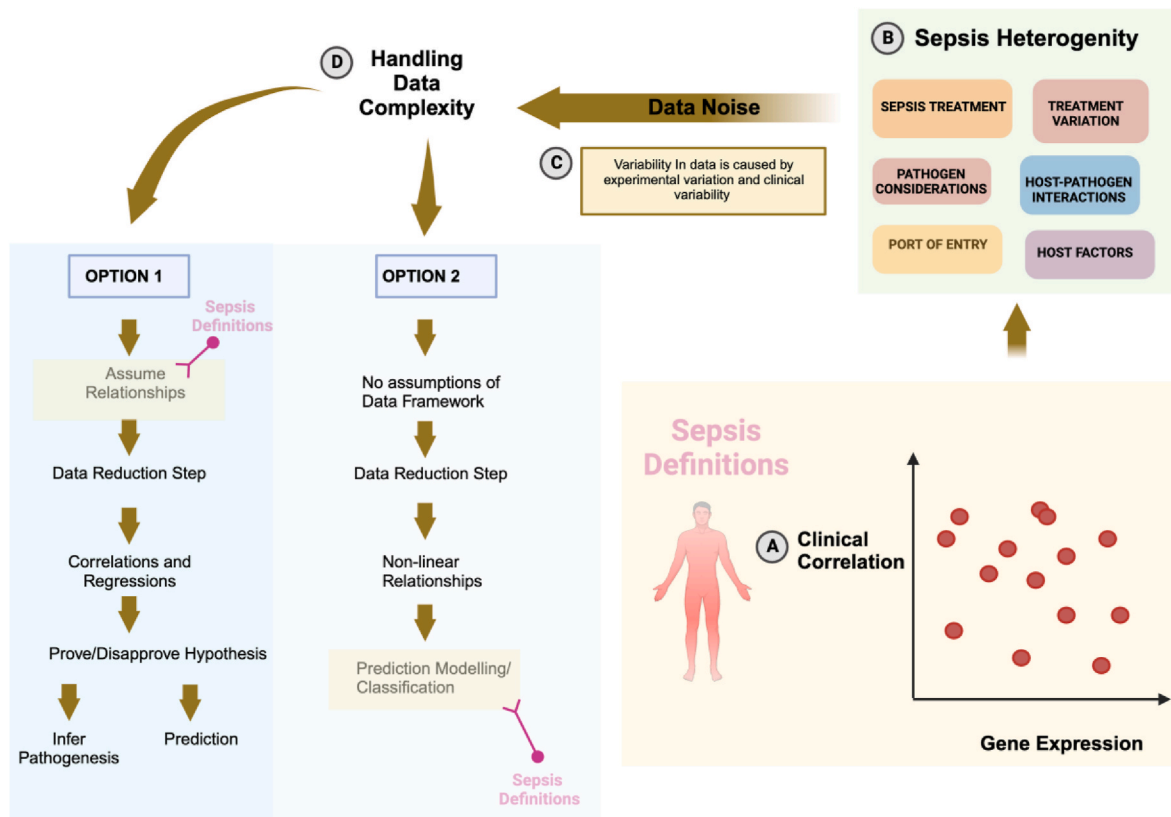 D
Handling
Data
Complexity
Data Noise
C
Variability In data is caused by
experimental variation and clinical
variability
B
Sepsis Heterogenity
SEPSIS TREATMENT
TREATMENT
VARIATION
PATHOGEN
CONSIDERATIONS
HOST-PATHOGEN
INTERACTIONS
PORT OF ENTRY
HOST FACTORS
OPTION 1
Sepsis
Definitions
Assume
Relationships
Data Reduction Step
Correlations and
Regressions
Prove/Disapprove Hypothesis
Infer
Pathogenesis
Prediction
OPTION 2
No assumptions of
Data Framework
Data Reduction Step
Non-linear
Relationships
Prediction Modelling/
Classification
Sepsis
Definitions
Sepsis
Definitions
A
Clinical
Correlation
Gene Expression